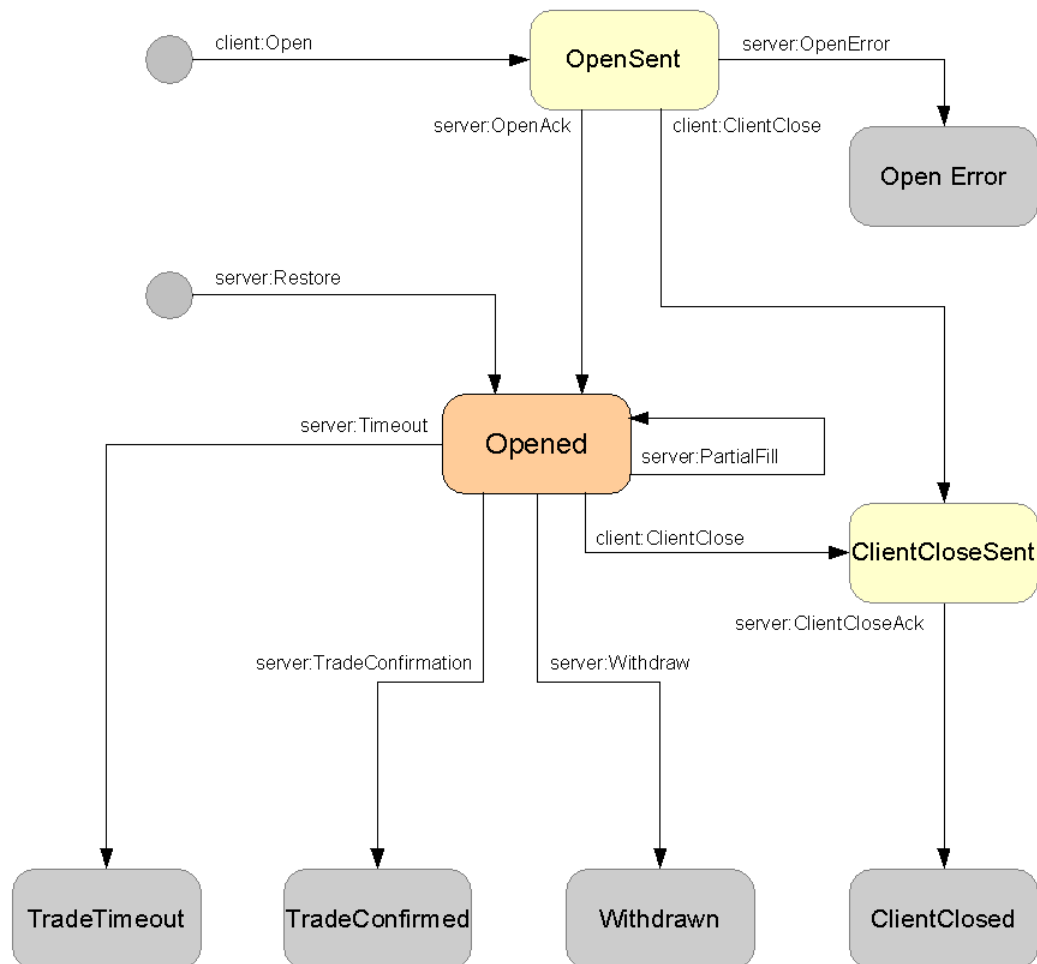 client:Open
OpenSent
server:OpenError
server:OpenAck
client:ClientClose
Open Error
server:Restore
server:Timeout
Opened
server:PartialFill
client:ClientClose
ClientCloseSent
server:ClientCloseAck
server:TradeConfirmation
server:Withdraw
TradeTimeout
TradeConfirmed
Withdrawn
ClientClosed